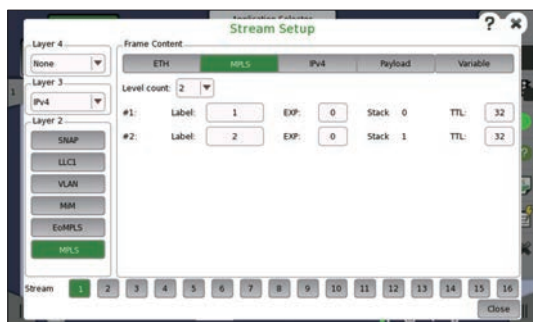 Application Selector
Stream Setup
? ×
Layer 4
None
Layer 3
IPv4
Layer 2
SNAP
LLC1
VLAN
MiM
EoMPLS
MPLS
Frame Content
ETH MPLS IPv4 Payload Variable
Level count: 2
#1: Label: 1 EXP: 0 Stack 0 TTL: 32
#2: Label: 2 EXP: 0 Stack 1 TTL: 32
Stream 1 2 3 4 5 6 7 8 9 10 11 12 13 14 15 16
Close